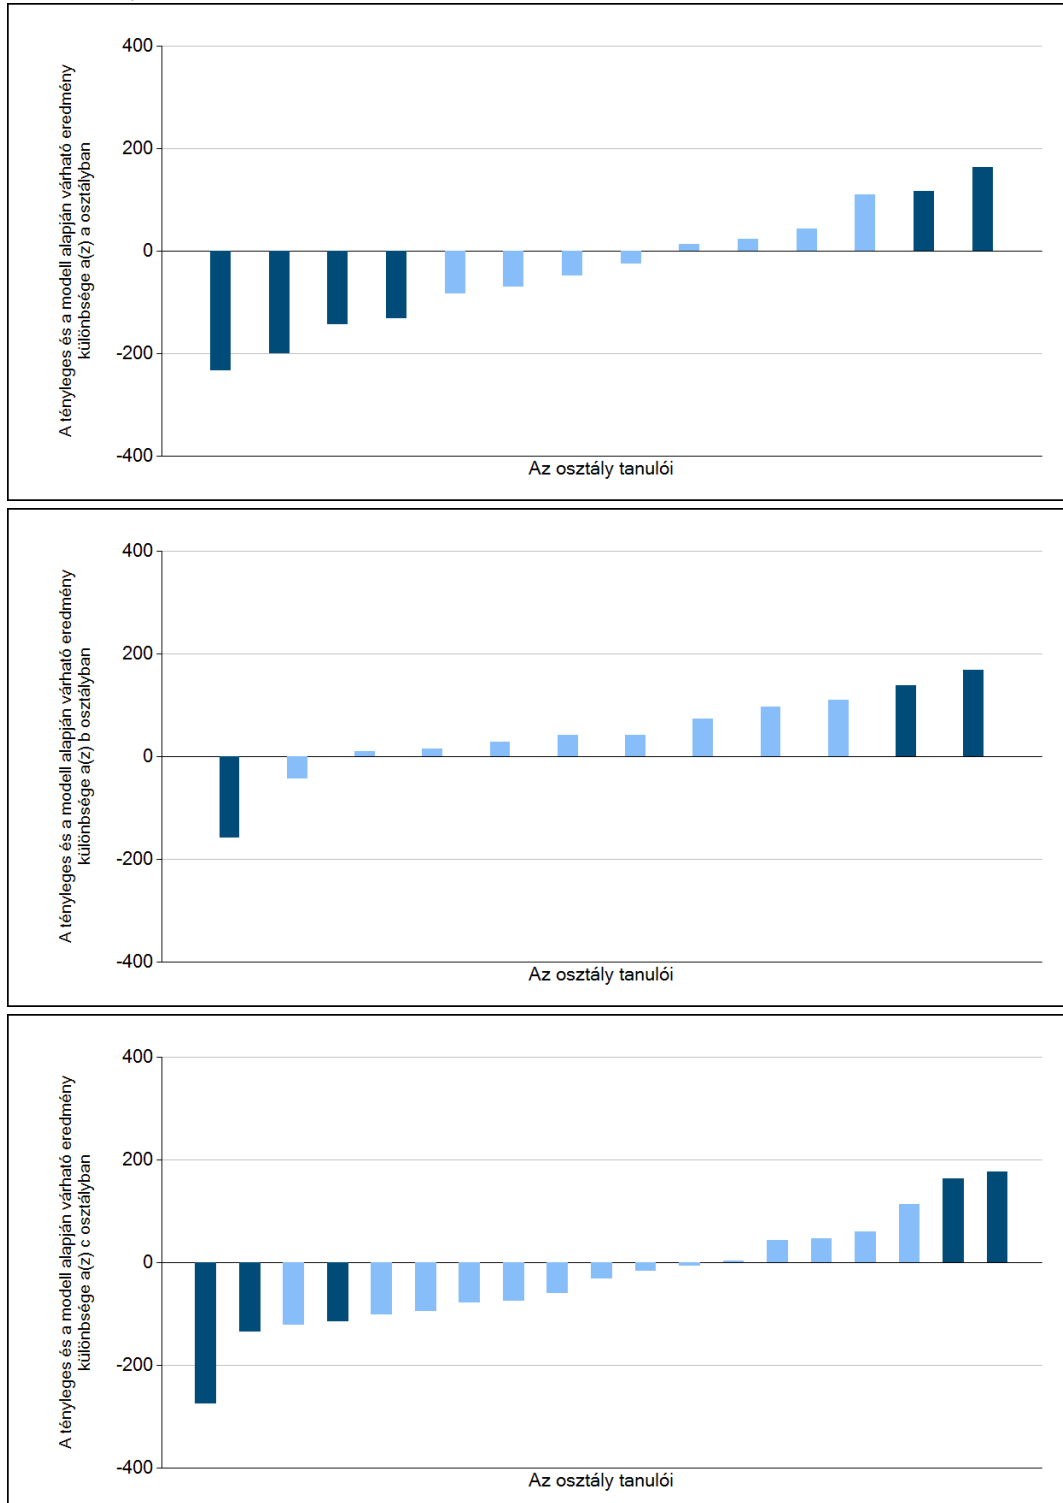 A tényleges és a modell alapján várható eredmény
különbsége a(z) a osztályban
400
200
0
-200
-400
Az osztály tanulói
A tényleges és a modell alapján várható eredmény
különbsége a(z) b osztályban
400
200
0
-200
-400
Az osztály tanulói
A tényleges és a modell alapján várható eredmény
különbsége a(z) c osztályban
400
200
0
-200
-400
Az osztály tanulói